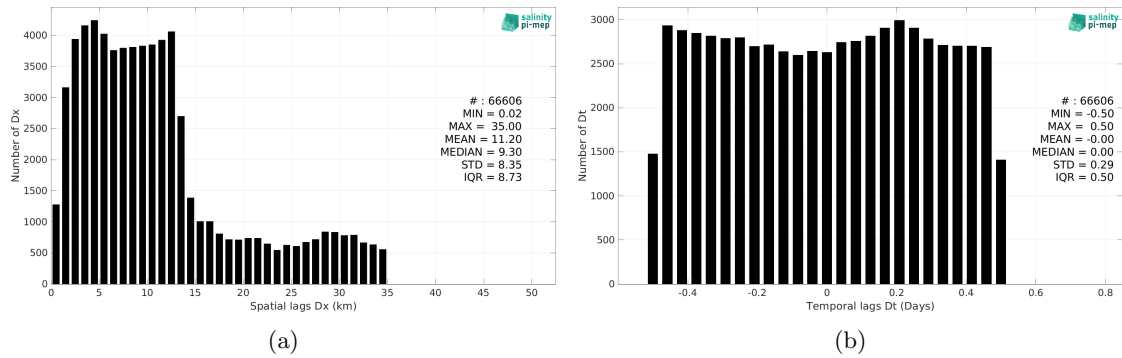 4000
3500
3000
2500
2000
1500
1000
500
0
Number of Dx
salinity
pi-mep
# : 66606
MIN = 0.02
MAX = 35.00
MEAN = 11.20
MEDIAN = 9.30
STD = 8.35
IQR = 8.73
0 5 10 15 20 25 30 35 40 45 50
Spatial lags Dx (km)
(a)
3000
2500
2000
1500
1000
500
0
Number of Dt
salinity
pi-mep
# : 66606
MIN = -0.50
MAX = 0.50
MEAN = -0.00
MEDIAN = 0.00
STD = 0.29
IQR = 0.50
-0.4 -0.2 0 0.2 0.4 0.6 0.8
Temporal lags Dt (Days)
(b)